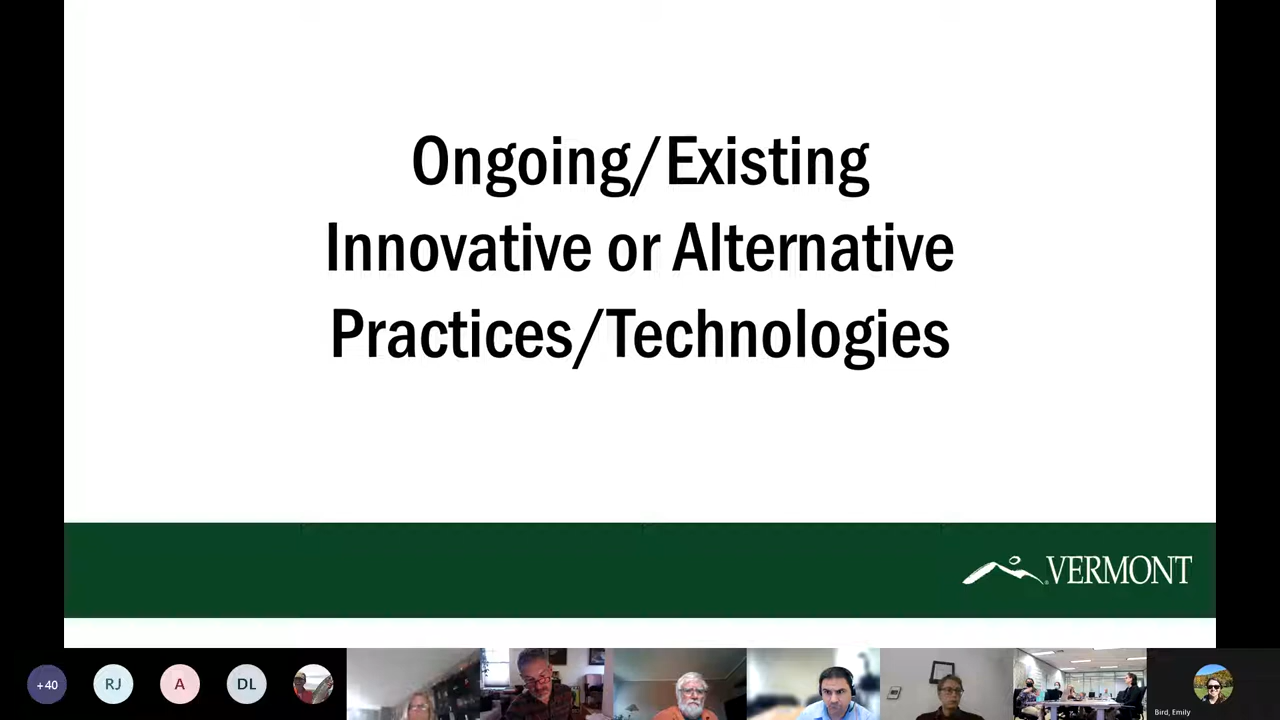 Ongoing/Existing
Innovative or Alternative
Practices/Technologies
VERMONT
+40
RJ
A
DL
Bird, Emily